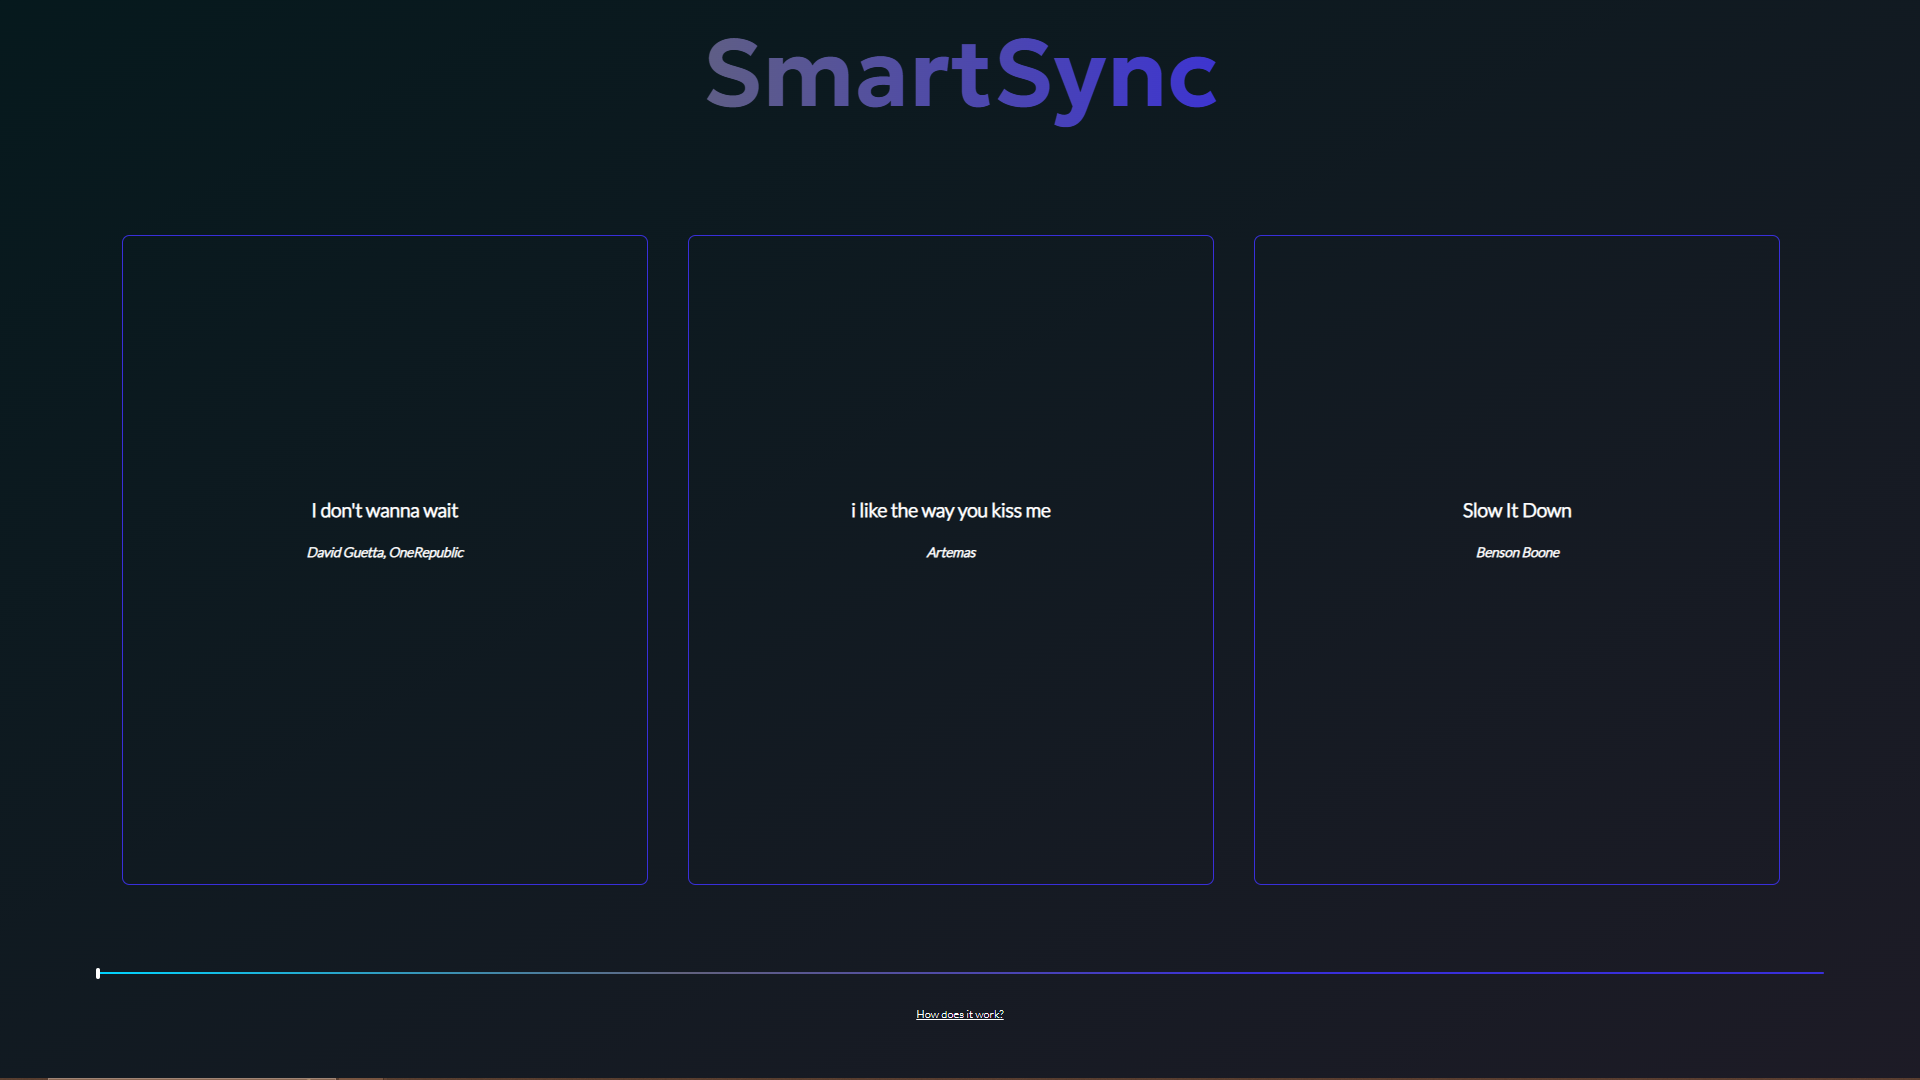 SmartSync
I don't wanna wait
David Guetta, OneRepublic
i like the way you kiss me
Artemas
Slow It Down
Benson Boone
How does it work?